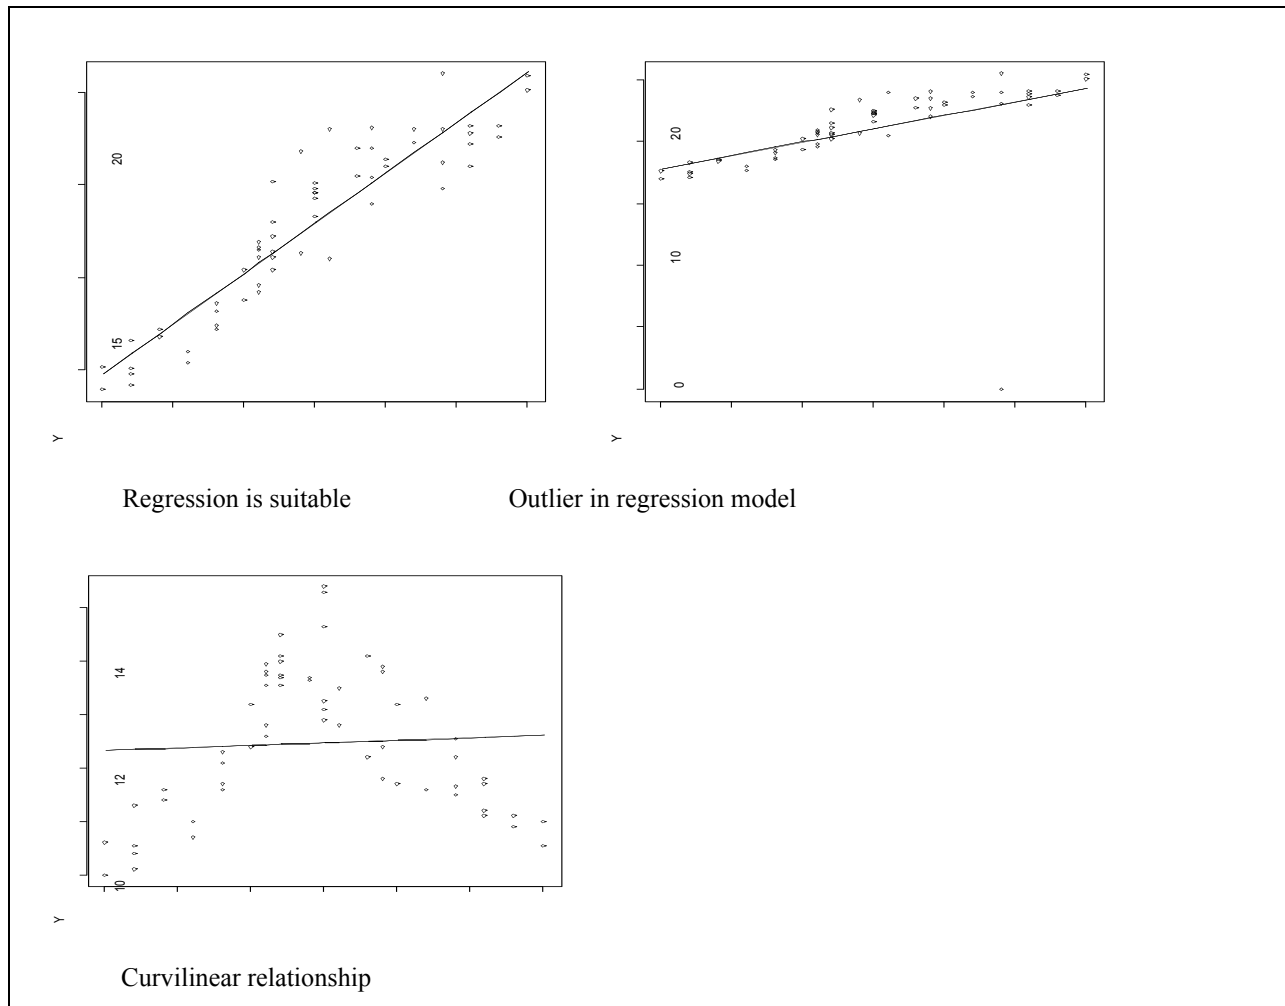 20
15
Y
20
10
0
Y
Regression is suitable
Outlier in regression model
14
12
10
Y
Curvilinear relationship